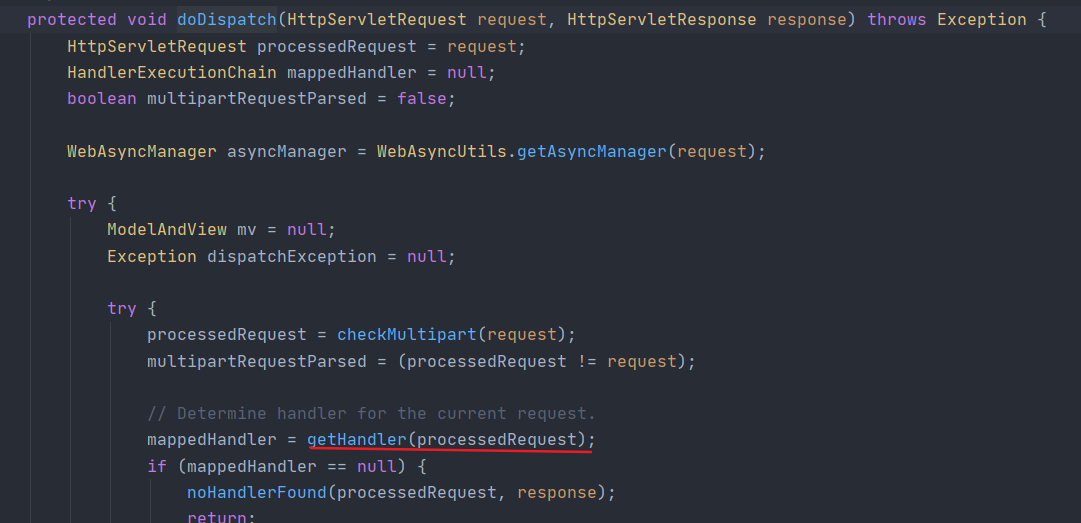 protected void doDispatch(HttpServletRequest request, HttpServletResponse response) throws Exception {
HttpServletRequest processedRequest = request;
HandlerExecutionChain mappedHandler = null;
boolean multipartRequestParsed = false;
WebAsyncManager asyncManager = WebAsyncUtils.getAsyncManager(request);
try {
ModelAndView mv = null;
Exception dispatchException = null;
try {
processedRequest = checkMultipart(request);
multipartRequestParsed = (processedRequest != request);
// Determine handler for the current request.
mappedHandler = getHandler(processedRequest);
if (mappedHandler == null) {
noHandlerFound(processedRequest, response);
return;